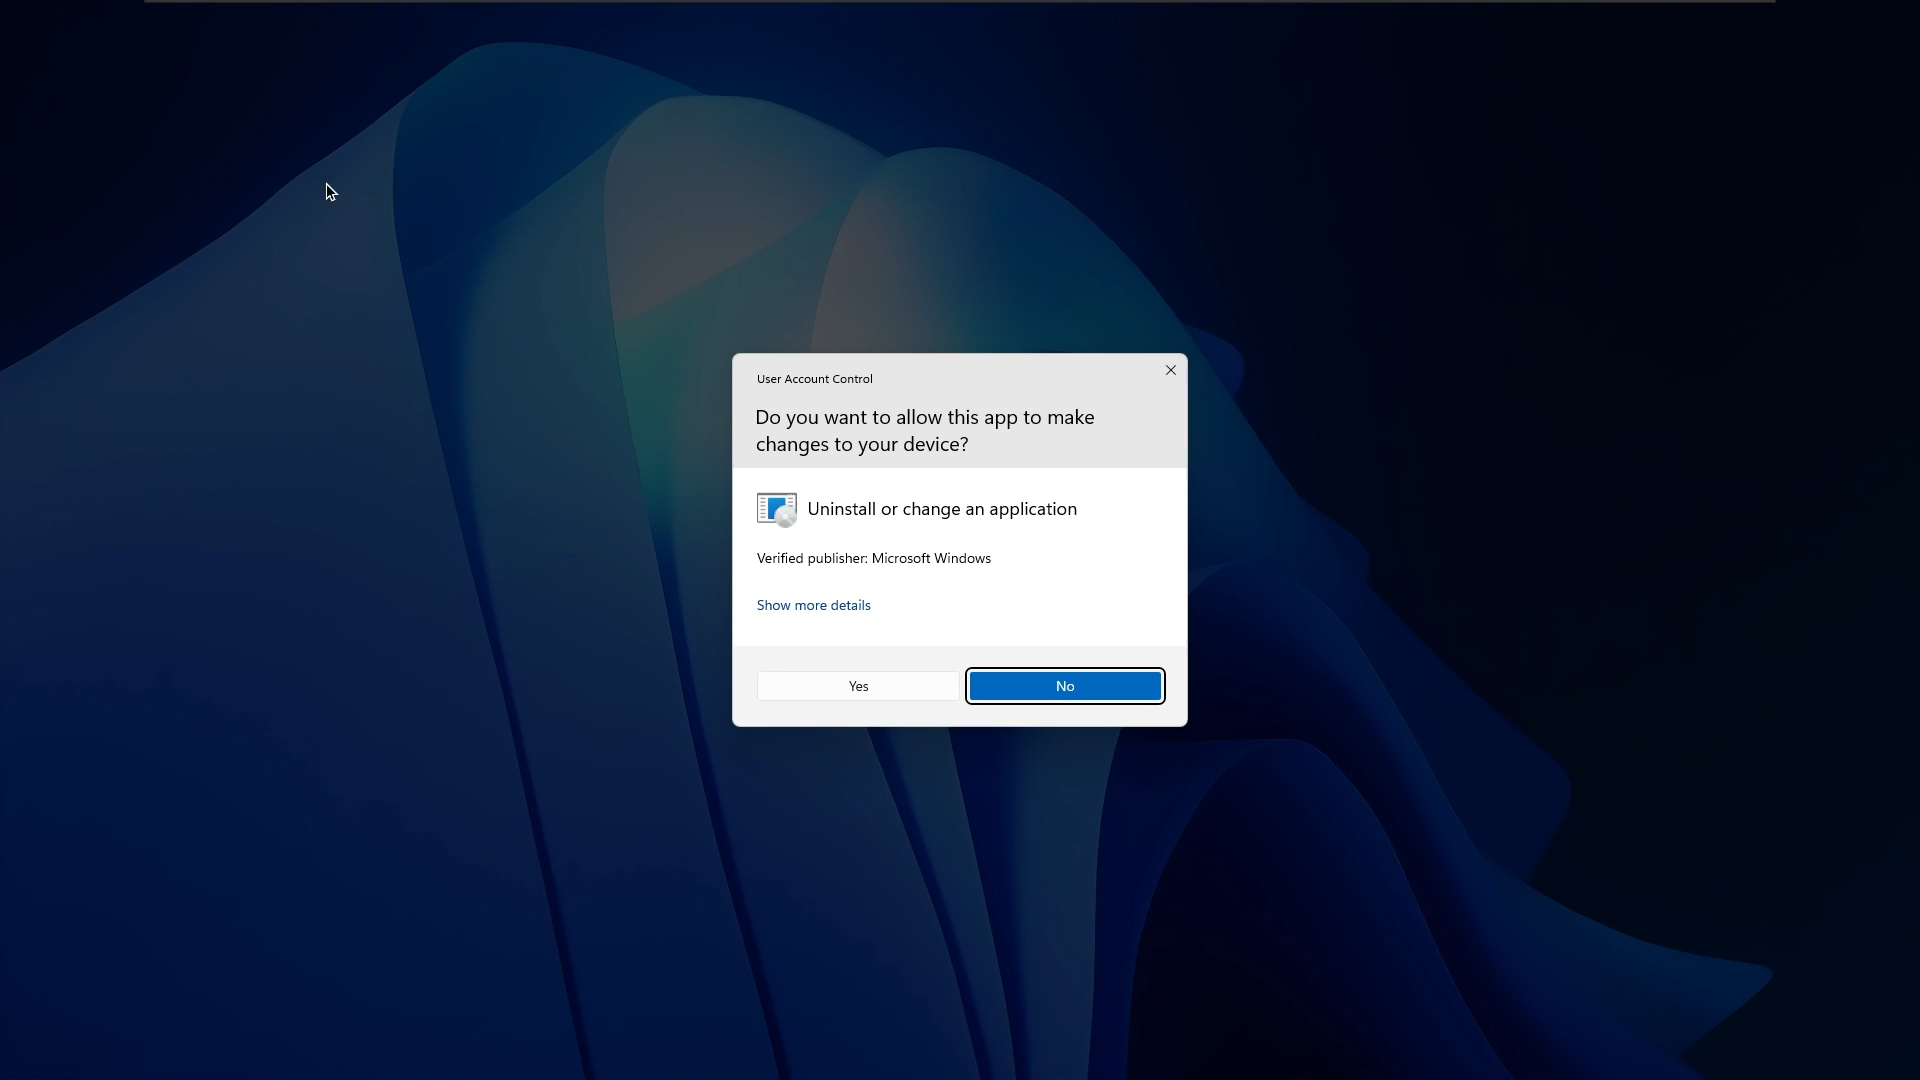 User Account Control
Do you want to allow this app to make
changes to your device?
Uninstall or change an application
Verified publisher: Microsoft Windows
Show more details
Yes
No